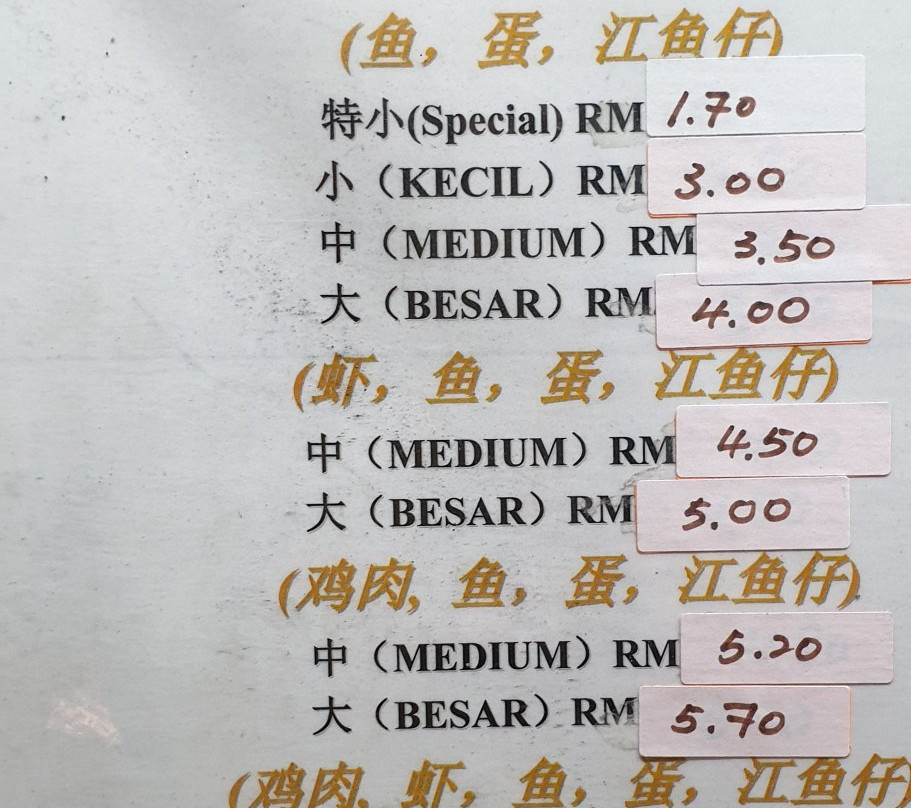 (鱼，蛋，江鱼仔)
特小(Special) RM 1.70
小（KECIL）RM 3.00
中（MEDIUM）RM 3.50
大（BESAR）RM 4.00
(虾，鱼，蛋，江鱼仔)
中（MEDIUM）RM 4.50
大（BESAR）RM 5.00
(鸡肉, 鱼，蛋，江鱼仔)
中（MEDIUM）RM 5.20
大（BESAR）RM 5.70
(鸡肉, 虾，鱼，蛋，江鱼仔)